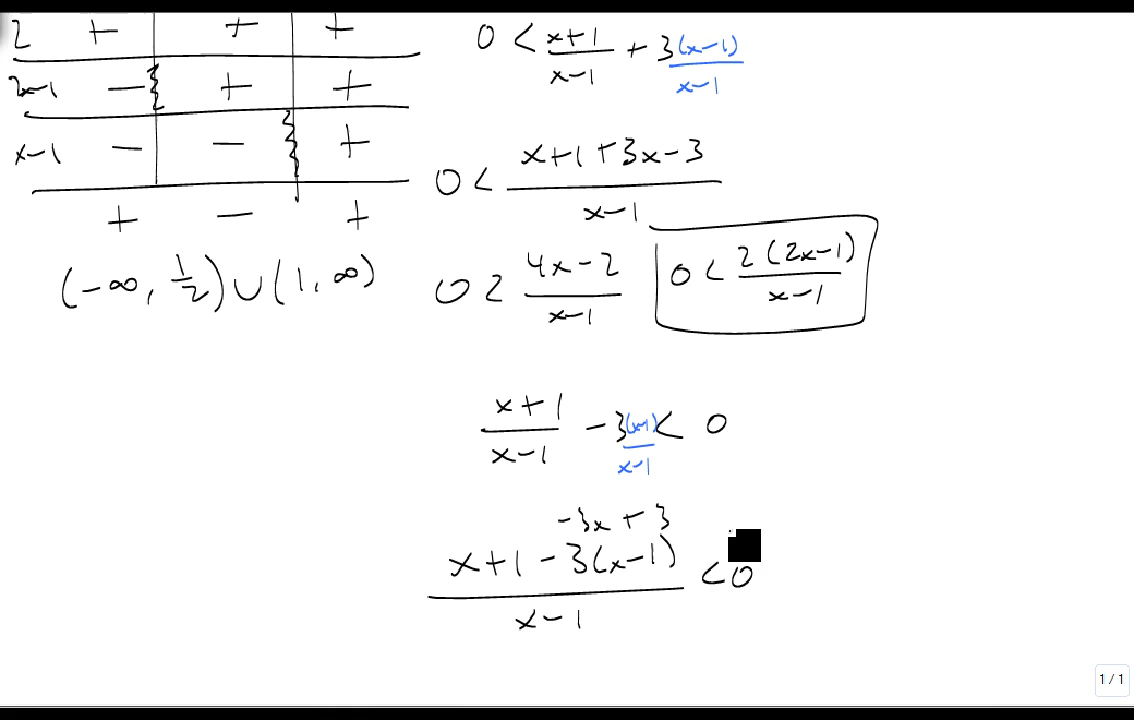 2 + + +
2x-1 - + +
x-1 - - +
+ - +
(-∞, 1/2) ∪ (1, ∞)
0 < (x+1)/(x-1) + 3(x-1)/(x-1)
0 < (x+1+3x-3)/(x-1)
0 < (4x-2)/(x-1)
0 < 2(2x-1)/(x-1)
(x+1)/(x-1) - 3(x-1)/(x-1) < 0
-3x + 3
(x+1-3(x-1))/(x-1) < 0
1 / 1